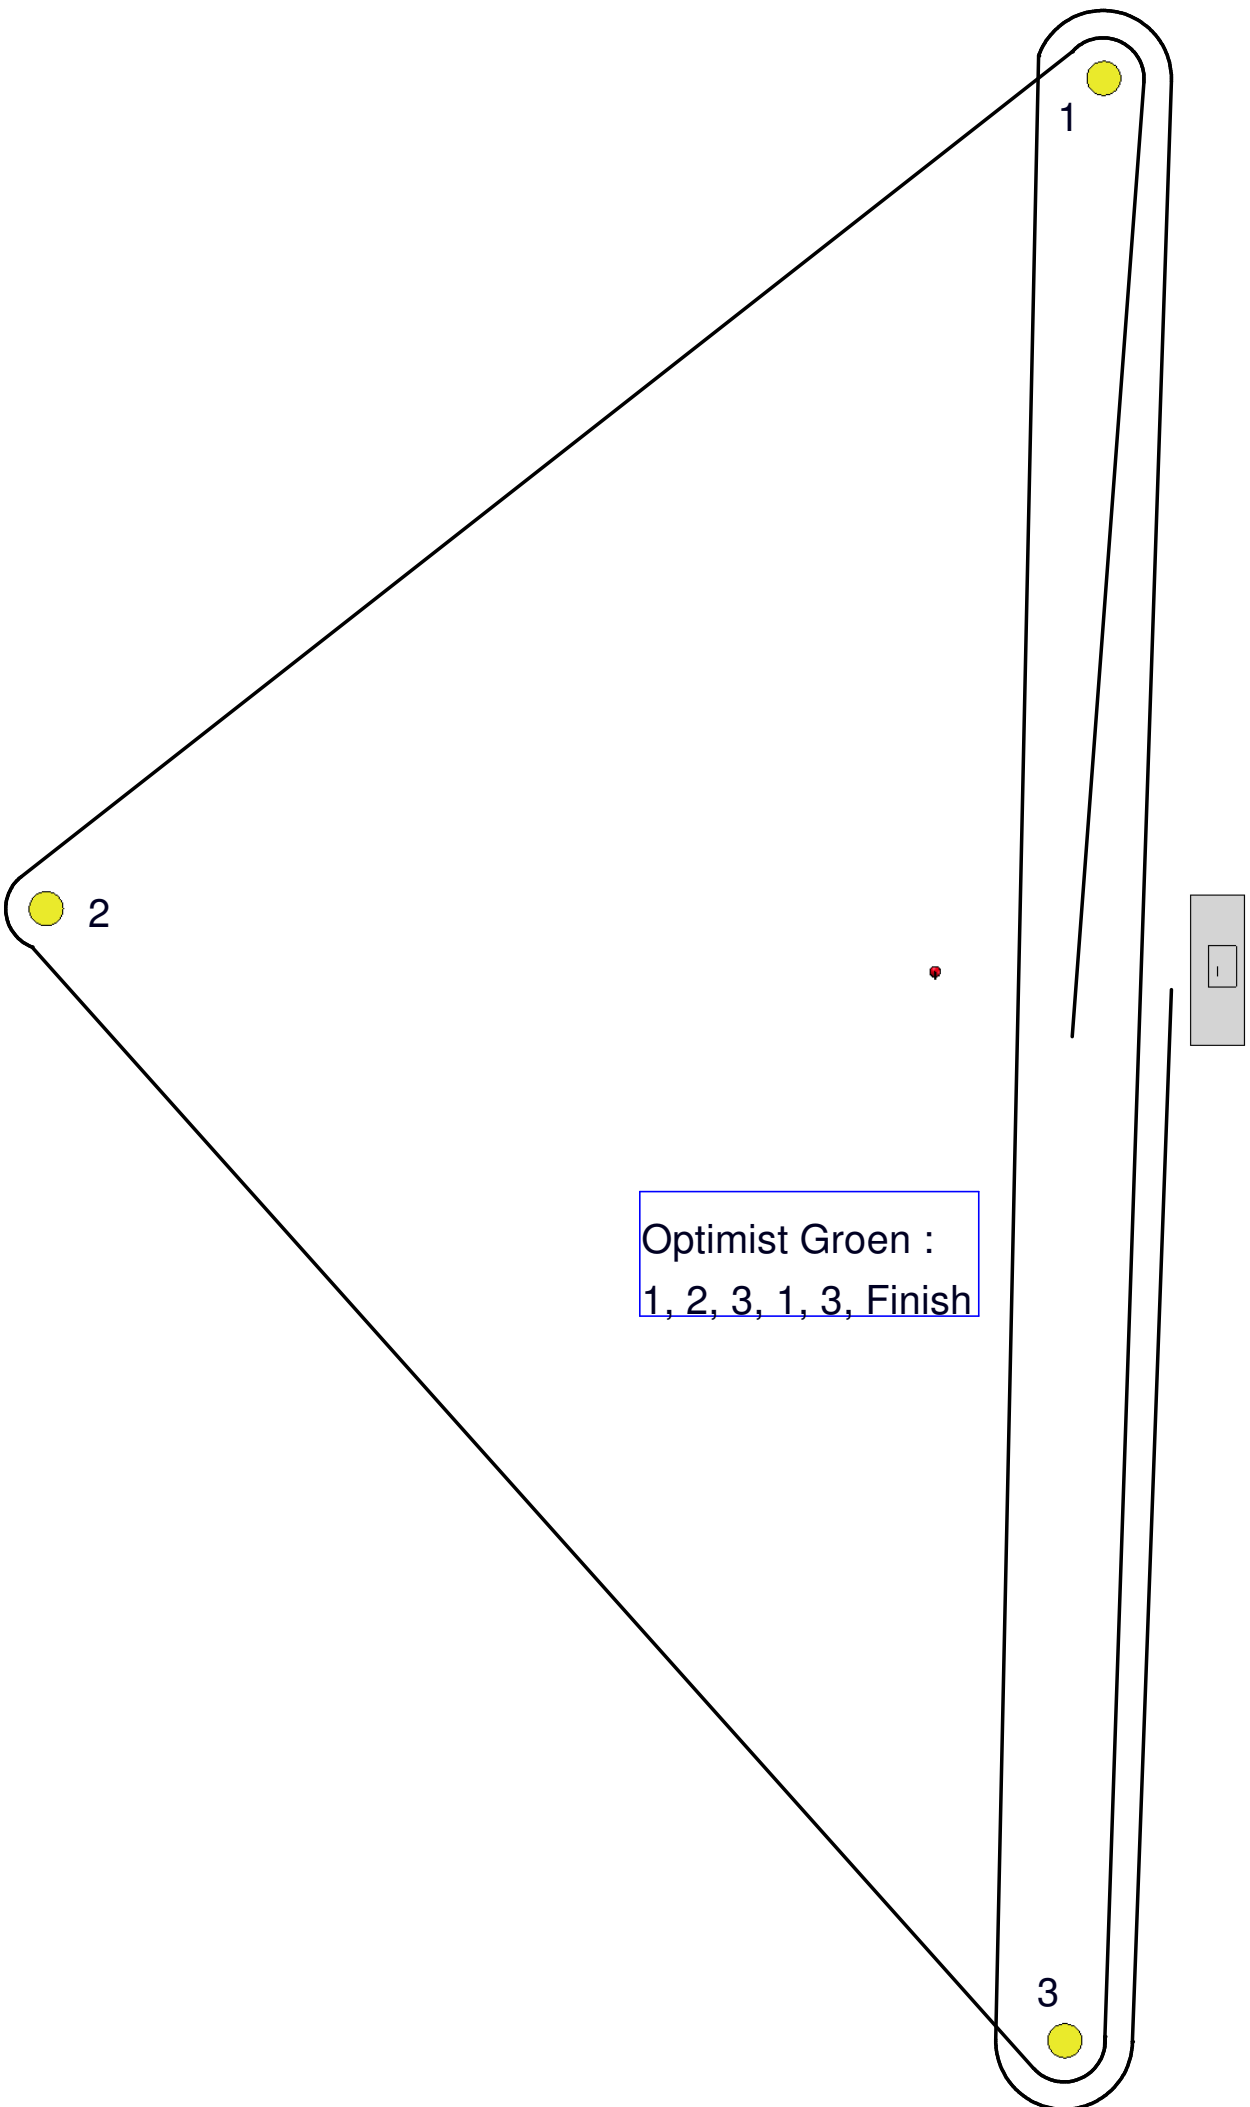 1
2
Optimist Groen :
1, 2, 3, 1, 3, Finish
3